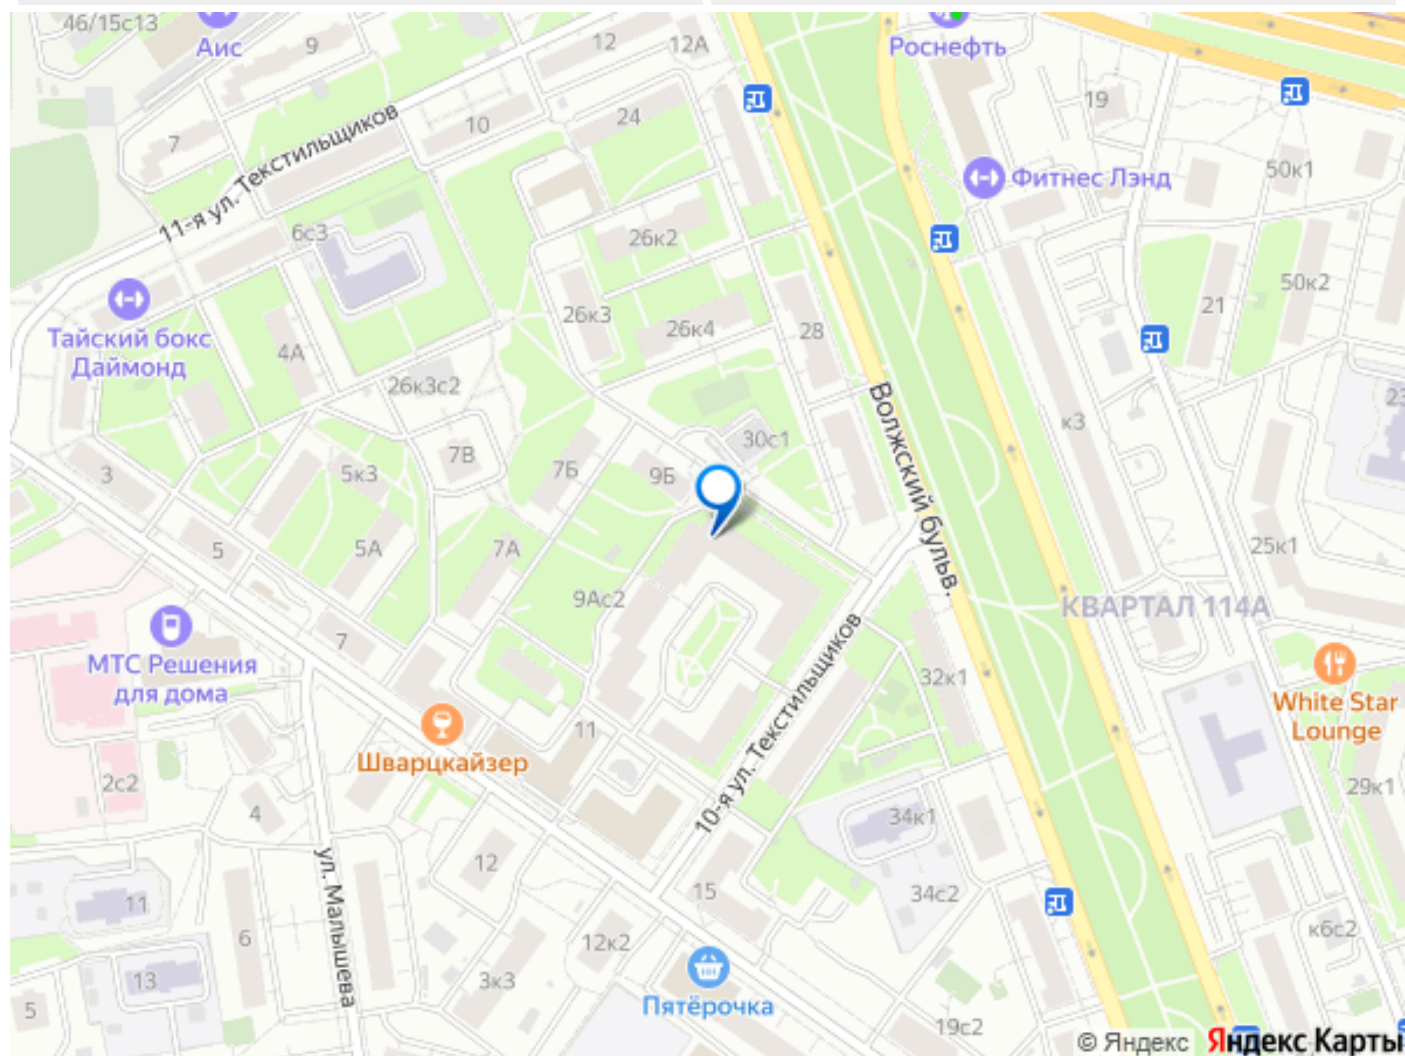 46/15с13
Аис
9
12
12А
Роснефть
19
7
10
24
11-я ул. Текстильщиков
Фитнес Лэнд
50к1
6с3
26к2
Тайский бокс
Даймонд
4А
26к3
26к4
28
21
50к2
26к3с2
Волжский бульв.
к3
23
3
5к3
7В
7Б
9Б
30с1
5
5А
7А
25к1
9Ас2
КВАРТАЛ 114А
МТС Решения
для дома
7
10-я ул. Текстильщиков
32к1
White Star
Lounge
Шварцкайзер
11
2с2
4
29к1
34к1
12
15
34с2
ул. Малышева
11
6
12к2
к6с2
13
3к3
Пятёрочка
5
19с2
© Яндекс Яндекс Карты